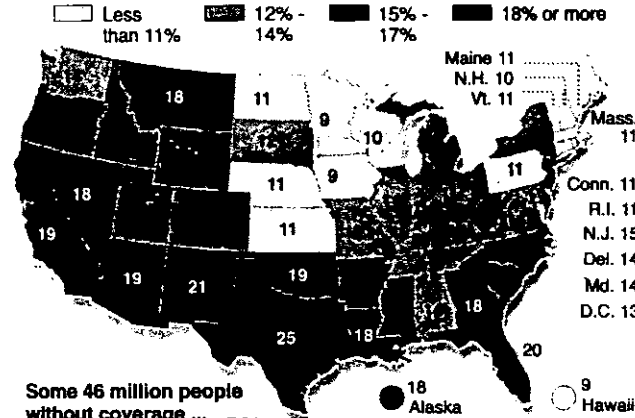 Less than 11%
12% - 14%
15% - 17%
18% or more
Maine 11
N.H. 10
Vt. 11
Mass. 11
18
11
9
10
9
11
11
11
18
19
19
21
19
25
18
18
20
Conn. 11
R.I. 11
N.J. 15
Del. 14
Md. 14
D.C. 13
18 Alaska
9 Hawaii
Some 46 million people
without coverage